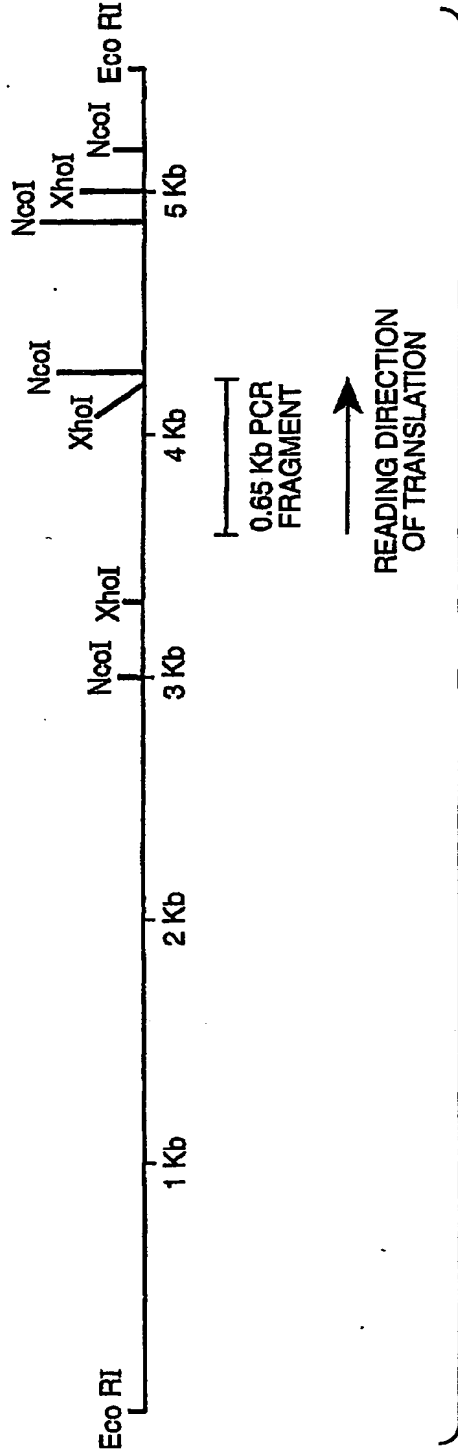 Eco RI
NcoI
XhoI
XhoI
NcoI
NcoI
XhoI
NcoI
Eco RI
1 Kb
2 Kb
3 Kb
4 Kb
5 Kb
0.65 Kb PCR
FRAGMENT
READING DIRECTION
OF TRANSLATION